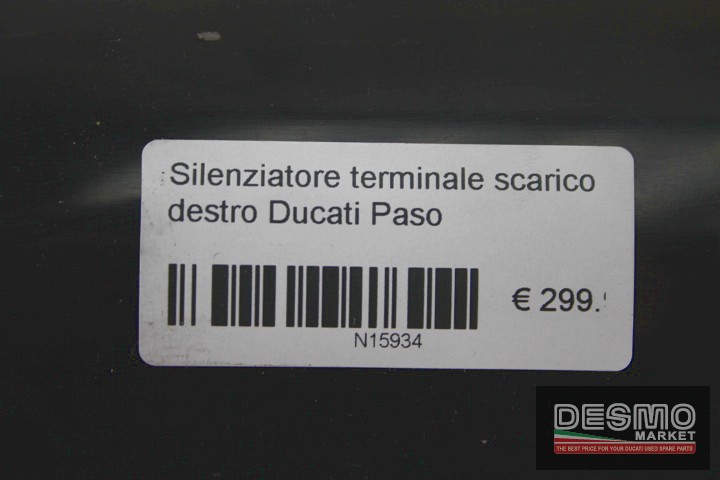 Silenziatore terminale scarico
destro Ducati Paso
€ 299.
N15934
DESMO
MARKET
THE BEST PRICE FOR YOUR DUCATI USED SPARE PARTS